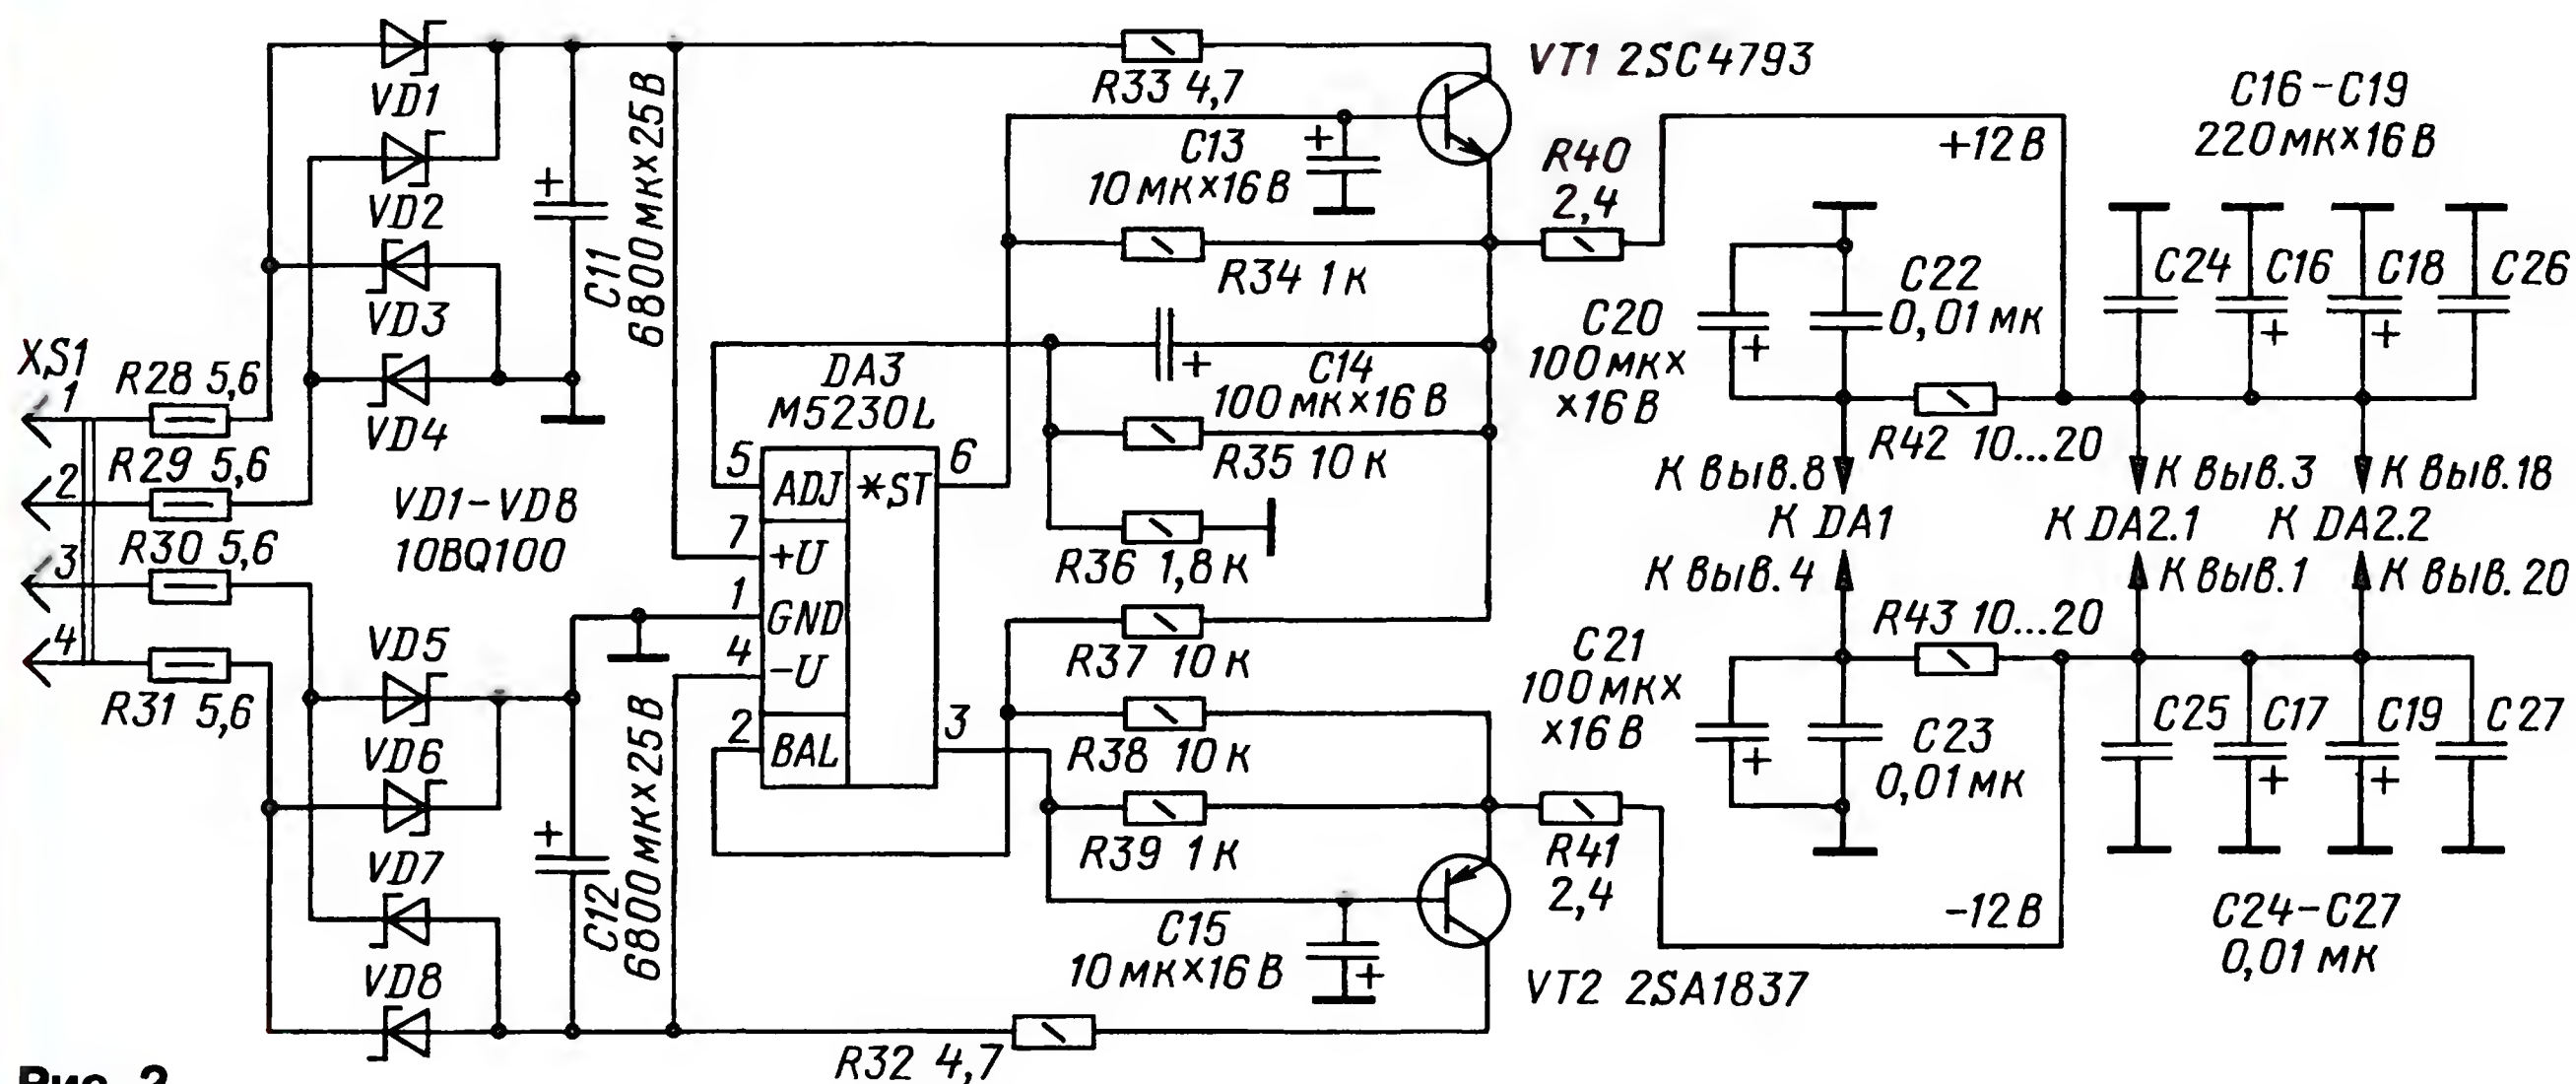 XS1
1
2
3
4
R28 5,6
R29 5,6
R30 5,6
R31 5,6
VD1
VD2
VD3
VD4
VD1-VD8
10BQ100
VD5
VD6
VD7
VD8
+
C11
6800мк×25В
+
C12
6800мк×25В
DA3
M5230L
5
ADJ
*ST
6
7
+U
1
GND
4
-U
2
BAL
3
R33 4,7
VT1 2SC4793
C13
10мк×16В
+
R34 1к
C14
100мк×16В
+
R35 10к
R36 1,8к
R37 10к
R38 10к
R39 1к
C15
10мк×16В
+
R32 4,7
VT2 2SA1837
R40
2,4
R41
2,4
+12В
-12В
C16-C19
220мк×16В
C20
100мк×
×16В
+
C22
0,01мк
C24
C16
+
C18
+
C26
R42 10...20
К выв.8
К выв.3
К выв.18
К DA1
К DA2.1
К DA2.2
К выв.4
К выв.1
К выв.20
R43 10...20
C21
100мк×
×16В
+
C23
0,01мк
C25
C17
+
C19
+
C27
C24-C27
0,01мк
Рис. 2